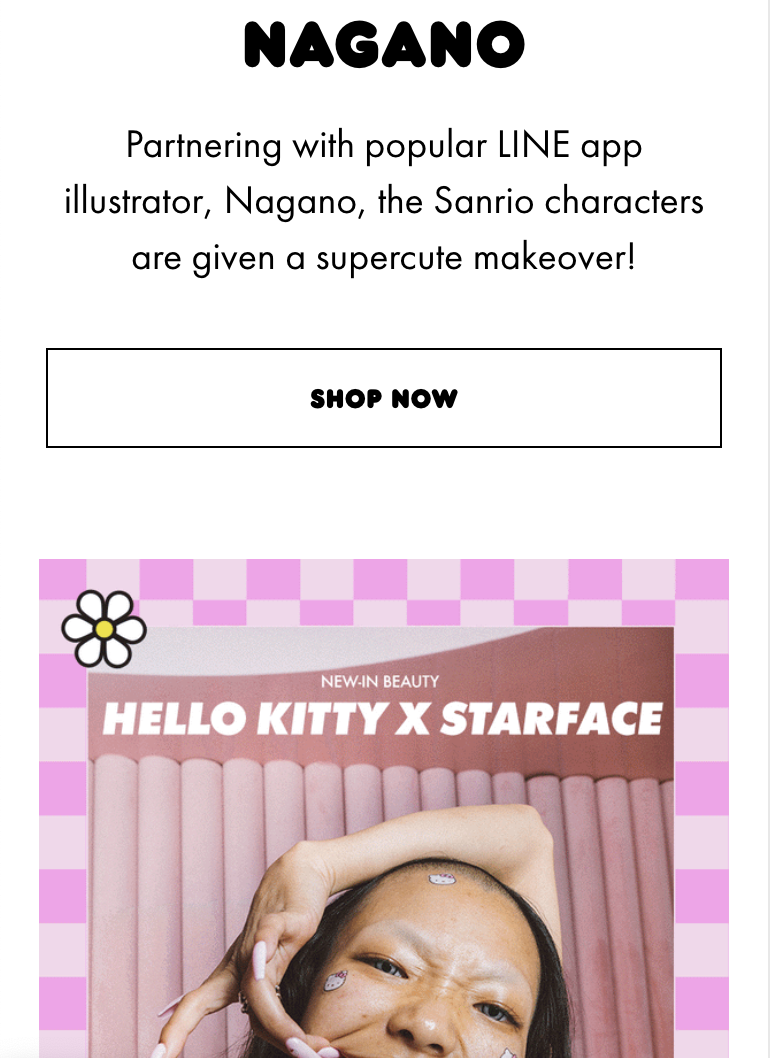 NAGANO
Partnering with popular LINE app
illustrator, Nagano, the Sanrio characters
are given a supercute makeover!
SHOP NOW
NEW-IN BEAUTY
HELLO KITTY X STARFACE